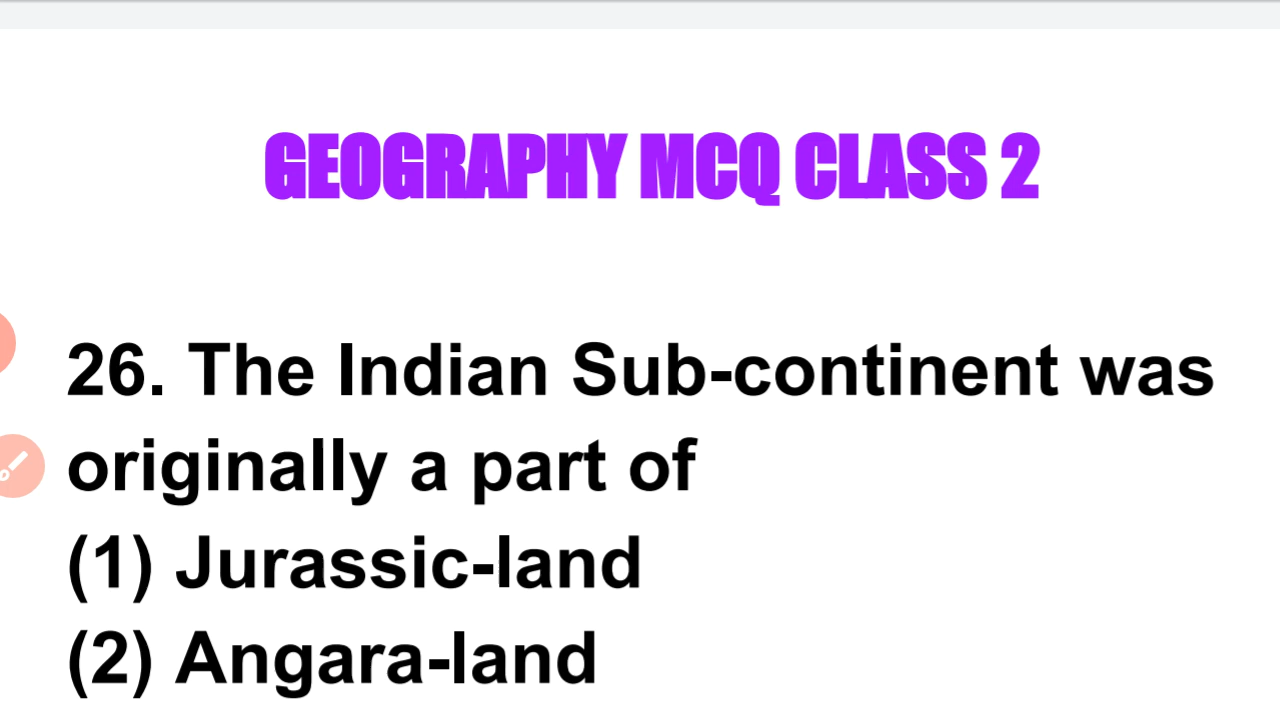 GEOGRAPHY MCQ CLASS 2
26. The Indian Sub-continent was
originally a part of
(1) Jurassic-land
(2) Angara-land